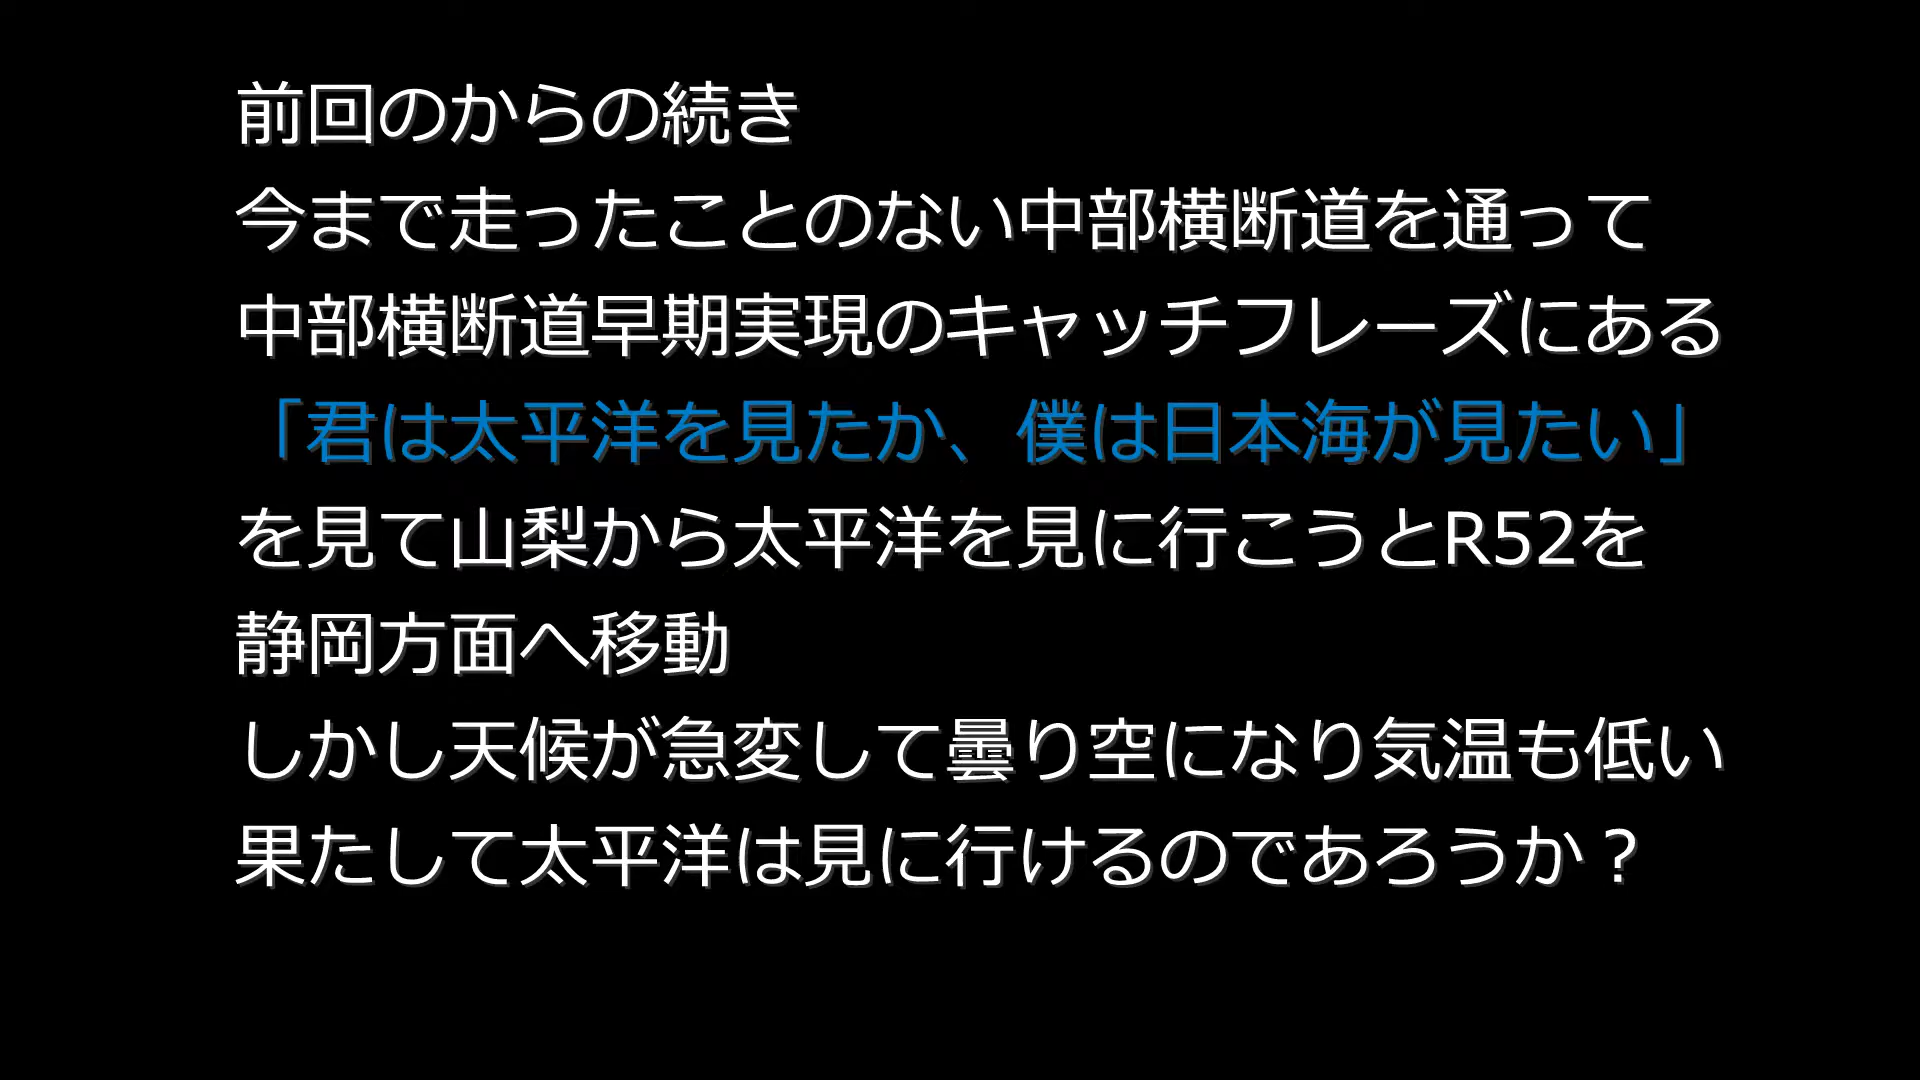 前回のからの続き
今まで走ったことのない中部横断道を通って
中部横断道早期実現のキャッチフレーズにある
「君は太平洋を見たか、僕は日本海が見たい」
を見て山梨から太平洋を見に行こうとR52を
静岡方面へ移動
しかし天候が急変して曇り空になり気温も低い
果たして太平洋は見に行けるのであろうか？